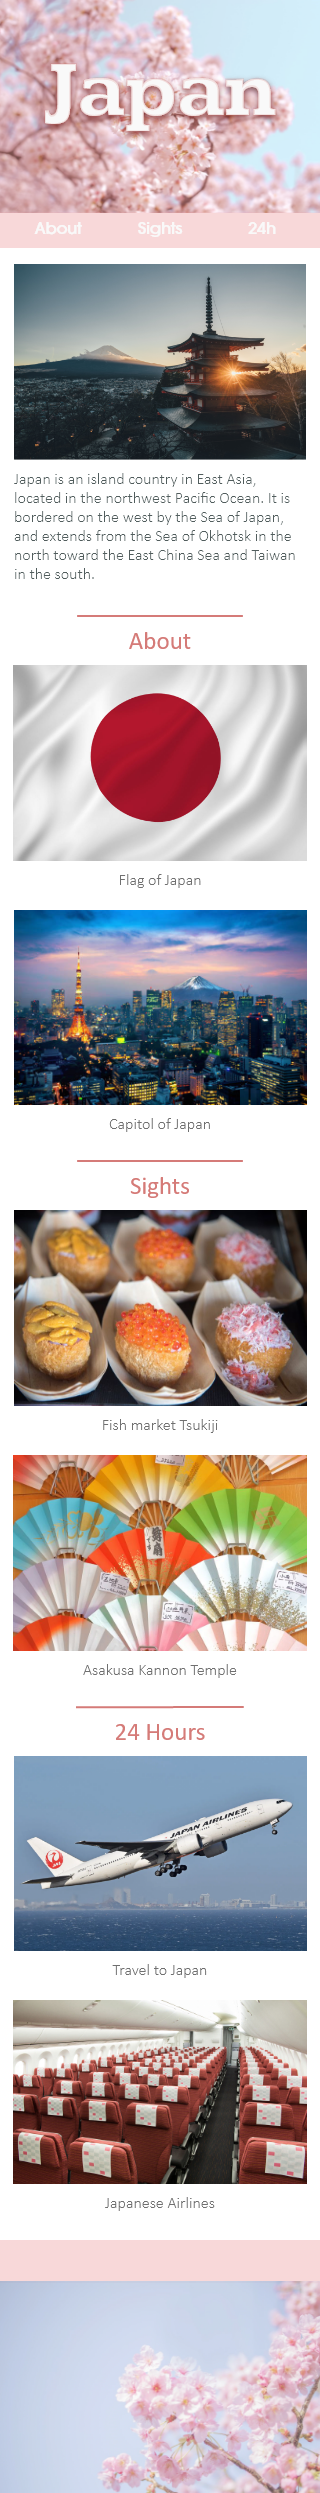 Japan
About Sights 24h
Japan is an island country in East Asia,
located in the northwest Pacific Ocean. It is
bordered on the west by the Sea of Japan,
and extends from the Sea of Okhotsk in the
north toward the East China Sea and Taiwan
in the south.
About
Flag of Japan
Capitol of Japan
Sights
Fish market Tsukiji
Asakusa Kannon Temple
24 Hours
JAPAN AIRLINES
Travel to Japan
Japanese Airlines